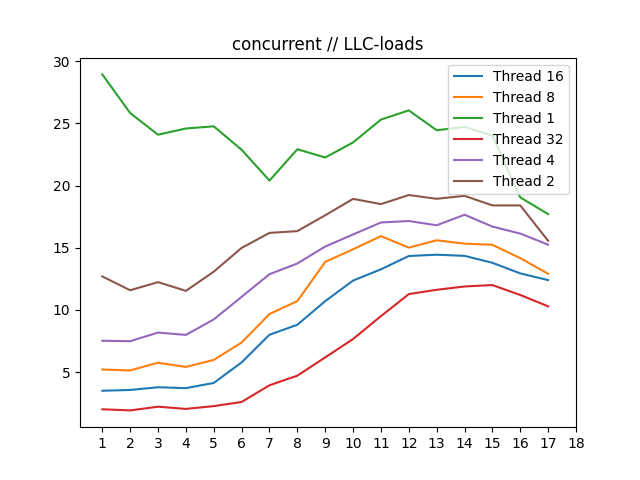 concurrent // LLC-loads
30
25
20
15
10
5
Thread 16
Thread 8
Thread 1
Thread 32
Thread 4
Thread 2
1 2 3 4 5 6 7 8 9 10 11 12 13 14 15 16 17 18